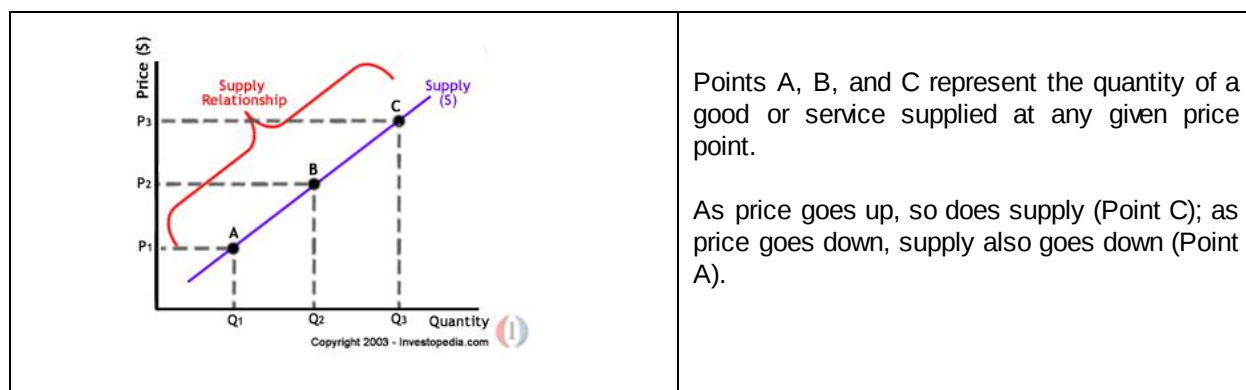 Price ($)
Supply
Relationship
Supply
(S)
C
P3
B
P2
A
P1
Q1 Q2 Q3 Quantity
Copyright 2003 - Investopedia.com
Points A, B, and C represent the quantity of a
good or service supplied at any given price
point.
As price goes up, so does supply (Point C); as
price goes down, supply also goes down (Point
A).